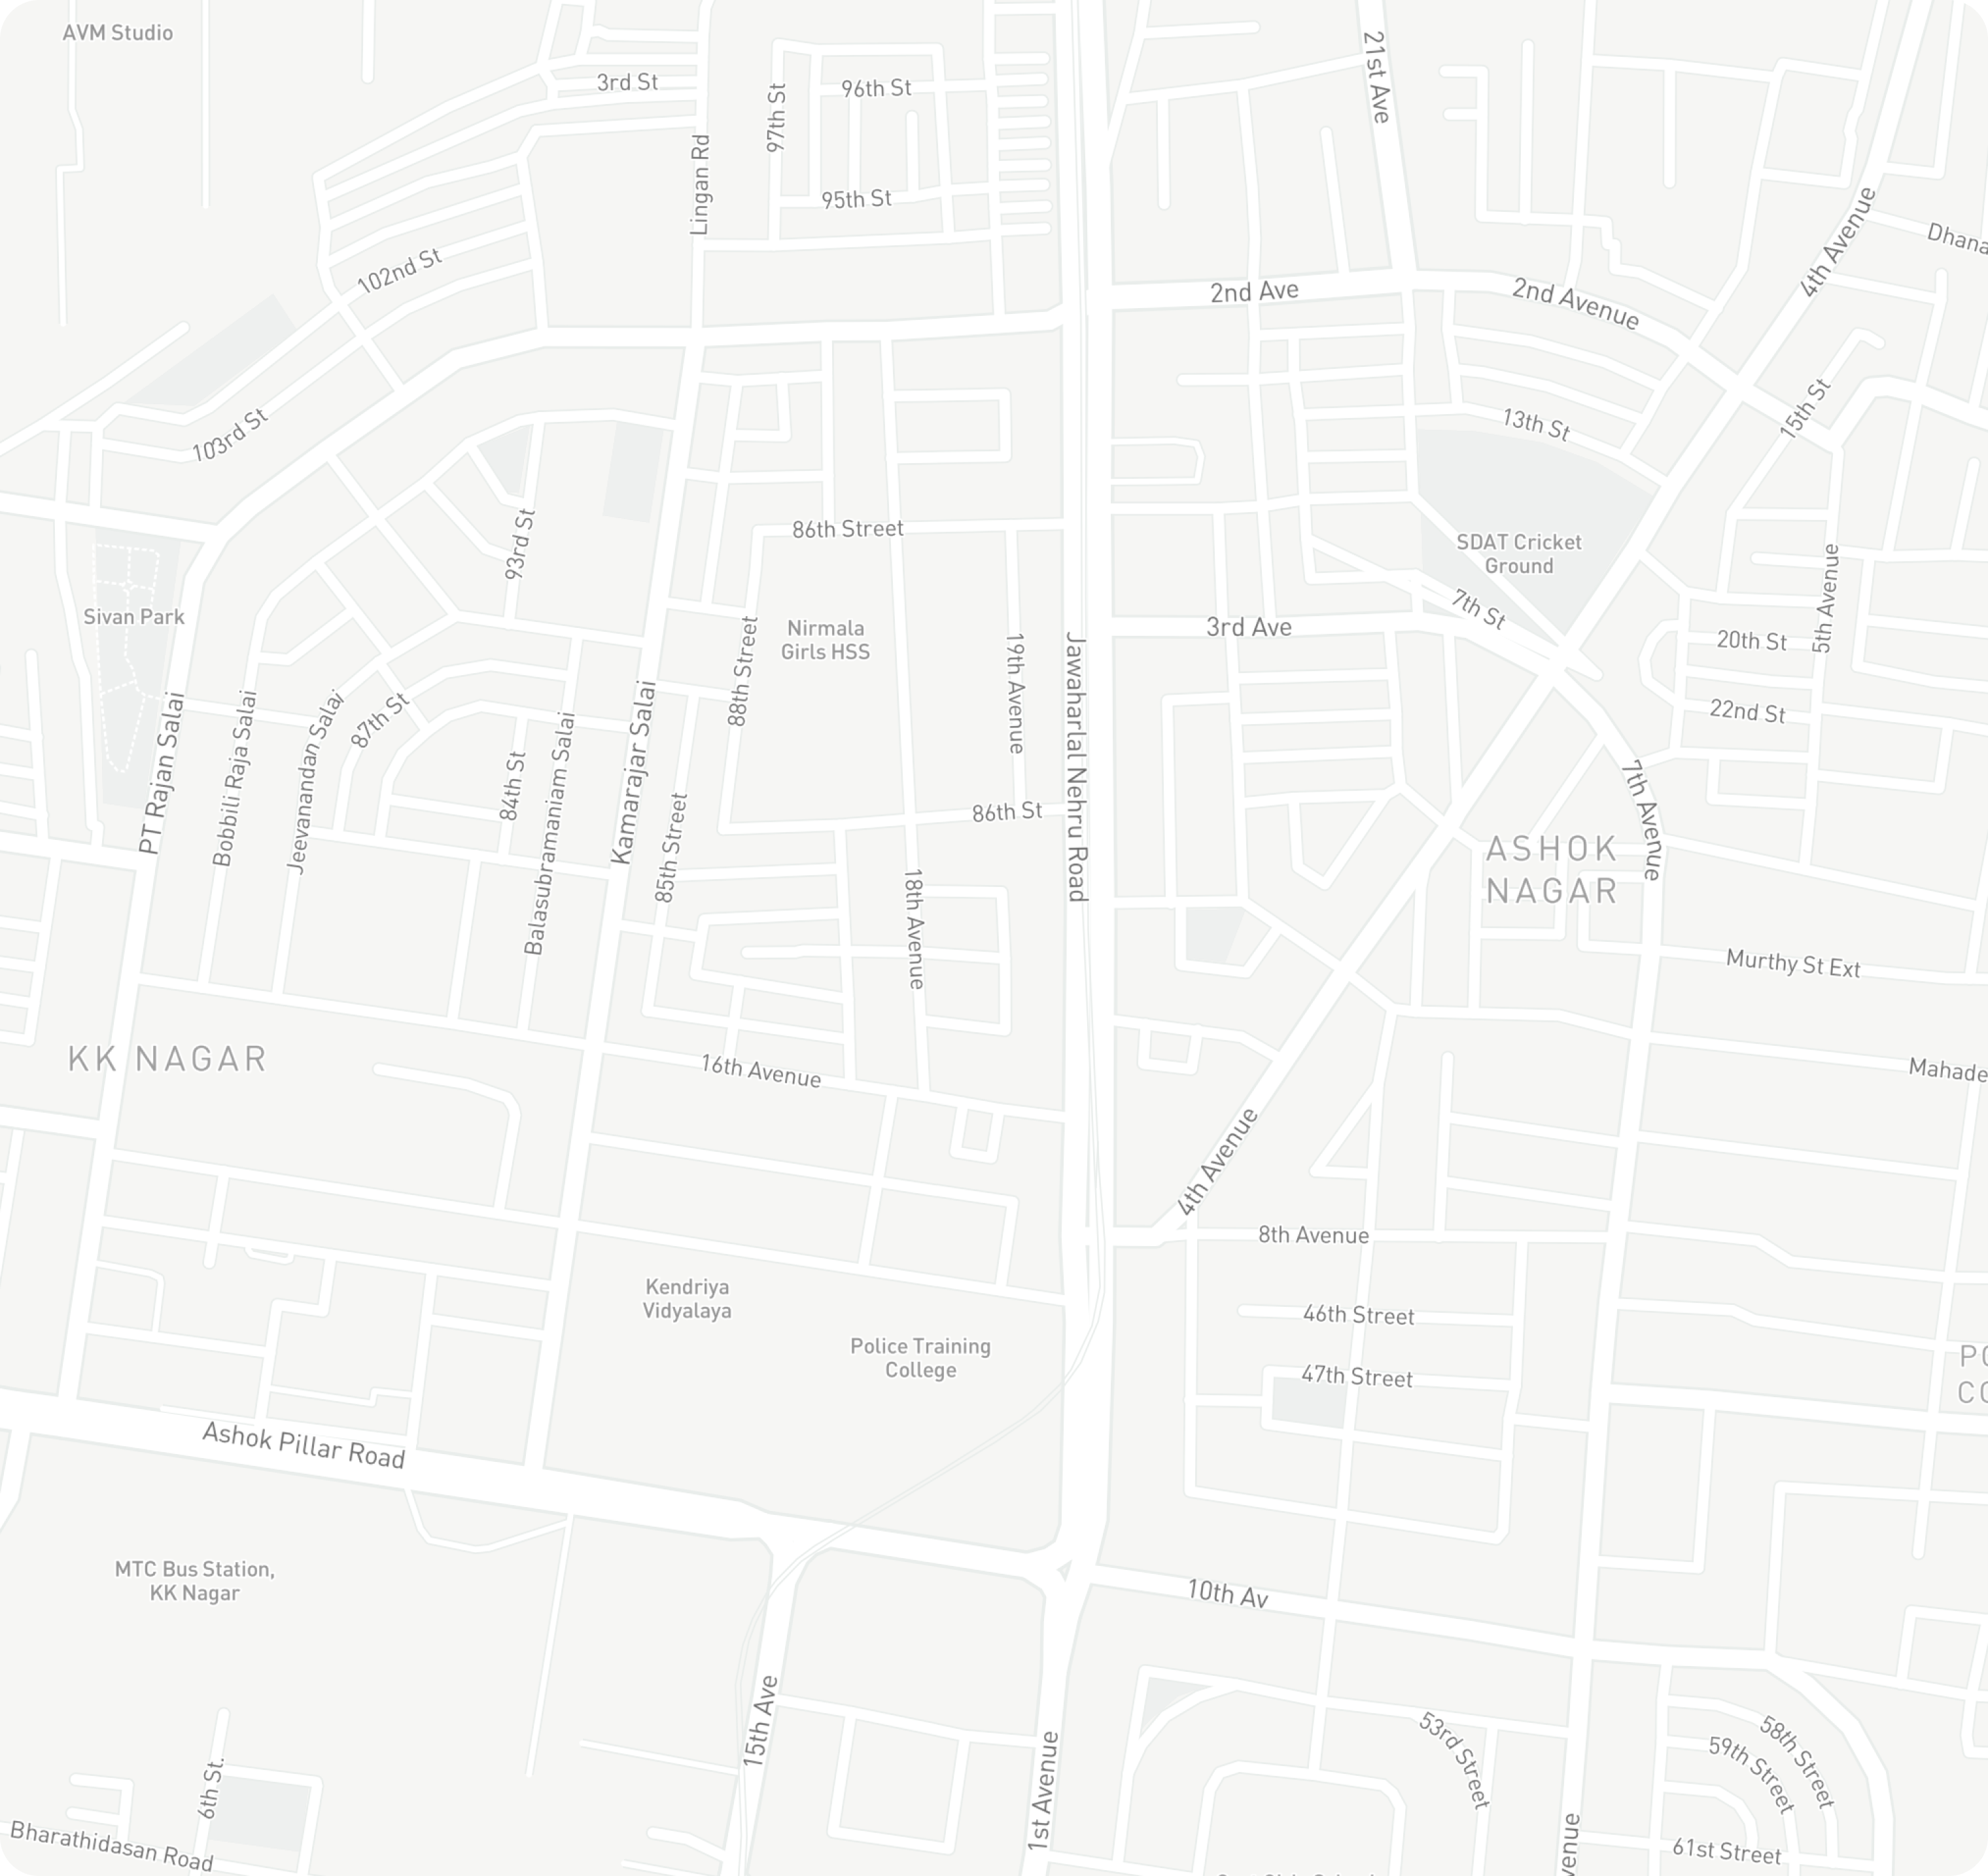 AVM Studio
3rd St
97th St
96th St
95th St
Lingan Rd
21st Ave
4th Avenue
102nd St
2nd Ave
2nd Avenue
103rd St
13th St
15th St
93rd St
86th Street
SDAT Cricket
Ground
Sivan Park
88th Street
Nirmala
Girls HSS
19th Avenue
3rd Ave
7th St
5th Avenue
20th St
22nd St
PT Rajan Salai
Bobbili Raja Salai
Jeevanandan Salai
87th St
84th St
Balasubramaniam Salai
Kamarajar Salai
85th Street
86th St
Jawaharlal Nehru Road
7th Avenue
ASHOK
NAGAR
18th Avenue
Murthy St Ext
KK NAGAR
16th Avenue
4th Avenue
8th Avenue
Kendriya
Vidyalaya
Police Training
College
46th Street
47th Street
Ashok Pillar Road
MTC Bus Station,
KK Nagar
10th Av
15th Ave
1st Avenue
53rd Street
58th Street
59th Street
61st Street
6th St.
Bharathidasan Road